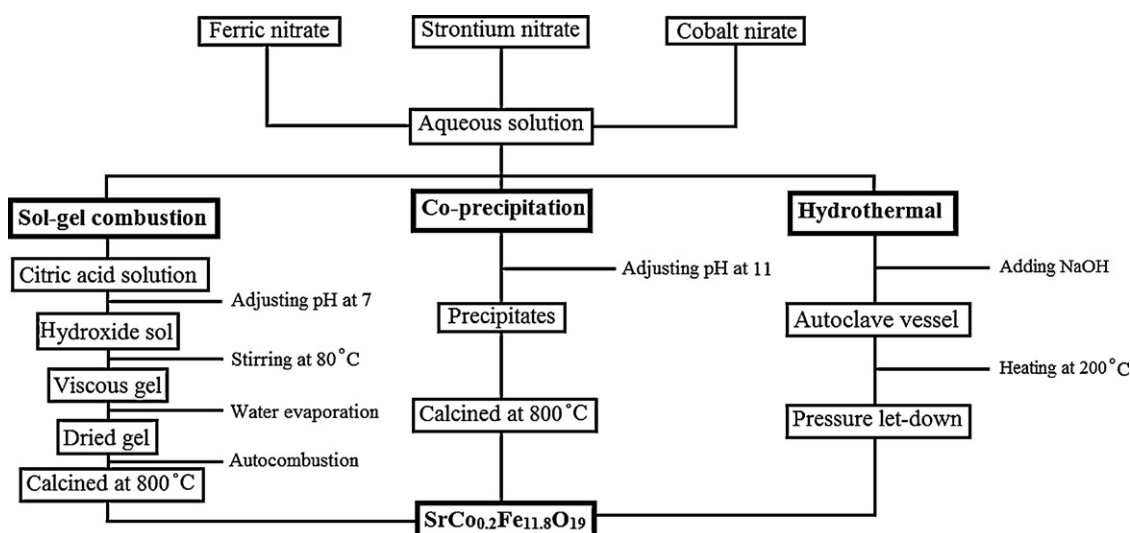 Ferric nitrate
Strontium nitrate
Cobalt nirate
Aqueous solution
Sol-gel combustion
Co-precipitation
Hydrothermal
Citric acid solution
Adjusting pH at 7
Hydroxide sol
Stirring at 80°C
Viscous gel
Water evaporation
Dried gel
Autocombustion
Calcined at 800°C
Adjusting pH at 11
Precipitates
Calcined at 800°C
Adding NaOH
Autoclave vessel
Heating at 200°C
Pressure let-down
SrCo₀.₂Fe₁₁.₈O₁₉